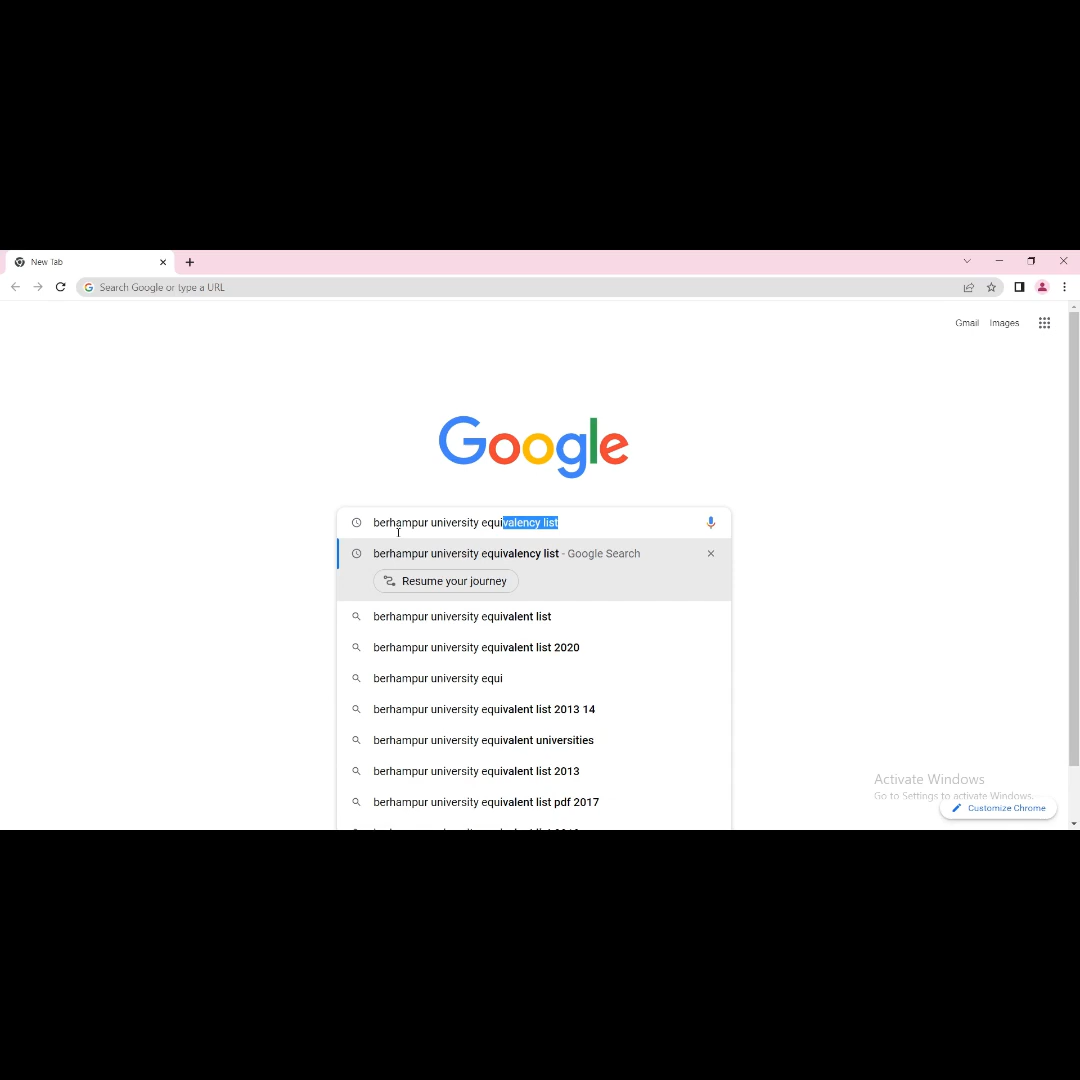 New Tab
Search Google or type a URL
Gmail Images
Google
berhampur university equivalency list
berhampur university equivalency list - Google Search
Resume your journey
berhampur university equivalent list
berhampur university equivalent list 2020
berhampur university equi
berhampur university equivalent list 2013 14
berhampur university equivalent universities
berhampur university equivalent list 2013
Activate Windows
Go to Settings to activate Windows.
berhampur university equivalent list pdf 2017
Customize Chrome